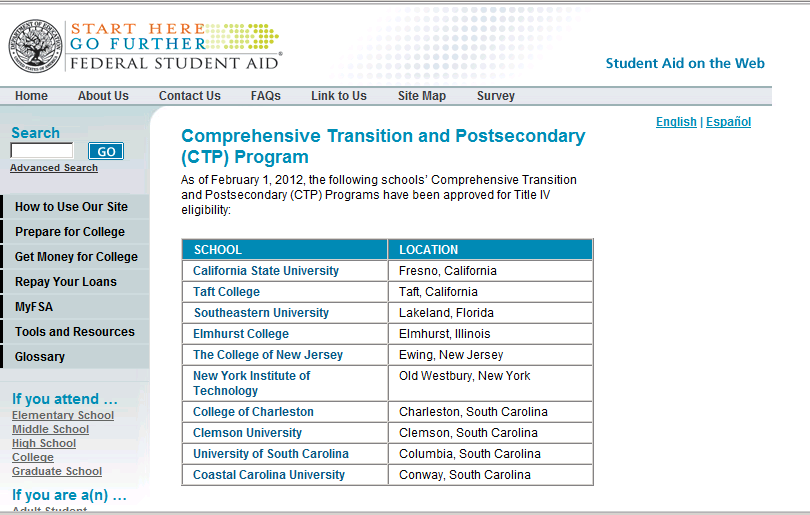 START HERE
GO FURTHER
FEDERAL STUDENT AID®
Student Aid on the Web
Home About Us Contact Us FAQs Link to Us Site Map Survey
English | Español
Search
GO
Advanced Search
How to Use Our Site
Prepare for College
Get Money for College
Repay Your Loans
MyFSA
Tools and Resources
Glossary
If you attend ...
Elementary School
Middle School
High School
College
Graduate School
If you are a(n) ...
Adult Student
Comprehensive Transition and Postsecondary
(CTP) Program
As of February 1, 2012, the following schools’ Comprehensive Transition
and Postsecondary (CTP) Programs have been approved for Title IV
eligibility:
SCHOOL LOCATION
California State University Fresno, California
Taft College Taft, California
Southeastern University Lakeland, Florida
Elmhurst College Elmhurst, Illinois
The College of New Jersey Ewing, New Jersey
New York Institute of Old Westbury, New York
Technology
College of Charleston Charleston, South Carolina
Clemson University Clemson, South Carolina
University of South Carolina Columbia, South Carolina
Coastal Carolina University Conway, South Carolina